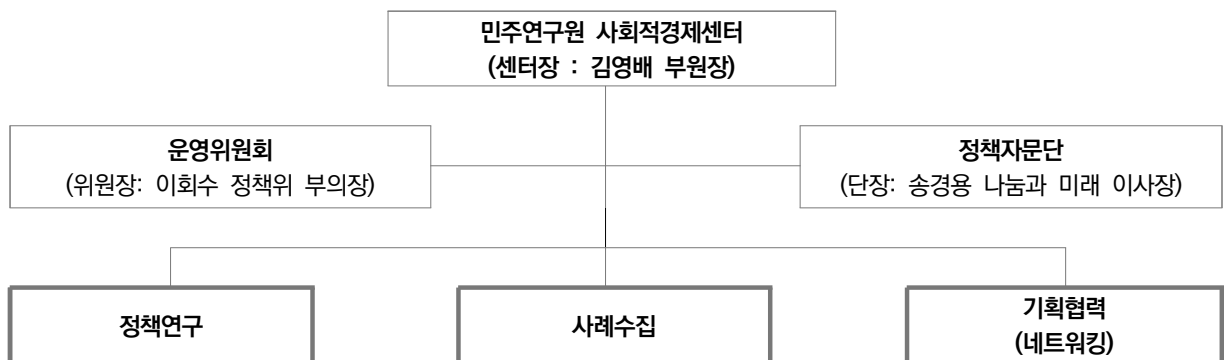 민주연구원 사회적경제센터
(센터장 : 김영배 부원장)
운영위원회
(위원장: 이회수 정책위 부의장)
정책자문단
(단장: 송경용 나눔과 미래 이사장)
정책연구
사례수집
기획협력
(네트워킹)